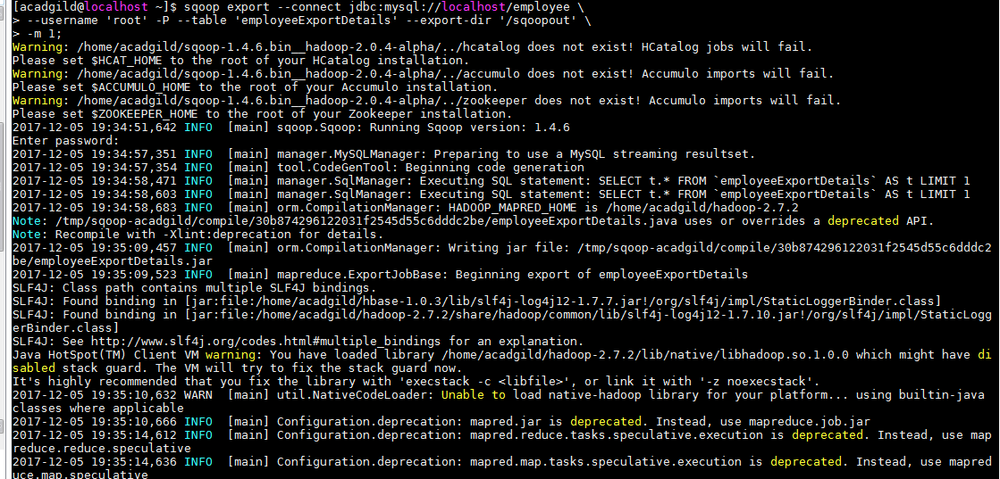 [acadgild@localhost ~]$ sqoop export --connect jdbc:mysql://localhost/employee \
> --username 'root' -P --table 'employeeExportDetails' --export-dir '/sqoopout' \
> -m 1;
Warning: /home/acadgild/sqoop-1.4.6.bin__hadoop-2.0.4-alpha/../hcatalog does not exist! HCatalog jobs will fail.
Please set $HCAT_HOME to the root of your HCatalog installation.
Warning: /home/acadgild/sqoop-1.4.6.bin__hadoop-2.0.4-alpha/../accumulo does not exist! Accumulo imports will fail.
Please set $ACCUMULO_HOME to the root of your Accumulo installation.
Warning: /home/acadgild/sqoop-1.4.6.bin__hadoop-2.0.4-alpha/../zookeeper does not exist! Accumulo imports will fail.
Please set $ZOOKEEPER_HOME to the root of your Zookeeper installation.
2017-12-05 19:34:51,642 INFO  [main] sqoop.Sqoop: Running Sqoop version: 1.4.6
Enter password:
2017-12-05 19:34:57,351 INFO  [main] manager.MySQLManager: Preparing to use a MySQL streaming resultset.
2017-12-05 19:34:57,354 INFO  [main] tool.CodeGenTool: Beginning code generation
2017-12-05 19:34:58,471 INFO  [main] manager.SqlManager: Executing SQL statement: SELECT t.* FROM `employeeExportDetails` AS t LIMIT 1
2017-12-05 19:34:58,603 INFO  [main] manager.SqlManager: Executing SQL statement: SELECT t.* FROM `employeeExportDetails` AS t LIMIT 1
2017-12-05 19:34:58,683 INFO  [main] orm.CompilationManager: HADOOP_MAPRED_HOME is /home/acadgild/hadoop-2.7.2
Note: /tmp/sqoop-acadgild/compile/30b874296122031f2545d55c6dddc2be/employeeExportDetails.java uses or overrides a deprecated API.
Note: Recompile with -Xlint:deprecation for details.
2017-12-05 19:35:09,457 INFO  [main] orm.CompilationManager: Writing jar file: /tmp/sqoop-acadgild/compile/30b874296122031f2545d55c6dddc2
be/employeeExportDetails.jar
2017-12-05 19:35:09,523 INFO  [main] mapreduce.ExportJobBase: Beginning export of employeeExportDetails
SLF4J: Class path contains multiple SLF4J bindings.
SLF4J: Found binding in [jar:file:/home/acadgild/hbase-1.0.3/lib/slf4j-log4j12-1.7.7.jar!/org/slf4j/impl/StaticLoggerBinder.class]
SLF4J: Found binding in [jar:file:/home/acadgild/hadoop-2.7.2/share/hadoop/common/lib/slf4j-log4j12-1.7.10.jar!/org/slf4j/impl/StaticLogg
erBinder.class]
SLF4J: See http://www.slf4j.org/codes.html#multiple_bindings for an explanation.
Java HotSpot(TM) Client VM warning: You have loaded library /home/acadgild/hadoop-2.7.2/lib/native/libhadoop.so.1.0.0 which might have di
sabled stack guard. The VM will try to fix the stack guard now.
It's highly recommended that you fix the library with 'execstack -c <libfile>', or link it with '-z noexecstack'.
2017-12-05 19:35:10,632 WARN  [main] util.NativeCodeLoader: Unable to load native-hadoop library for your platform... using builtin-java
classes where applicable
2017-12-05 19:35:10,666 INFO  [main] Configuration.deprecation: mapred.jar is deprecated. Instead, use mapreduce.job.jar
2017-12-05 19:35:14,612 INFO  [main] Configuration.deprecation: mapred.reduce.tasks.speculative.execution is deprecated. Instead, use map
reduce.reduce.speculative
2017-12-05 19:35:14,636 INFO  [main] Configuration.deprecation: mapred.map.tasks.speculative.execution is deprecated. Instead, use mapred
uce.map.speculative